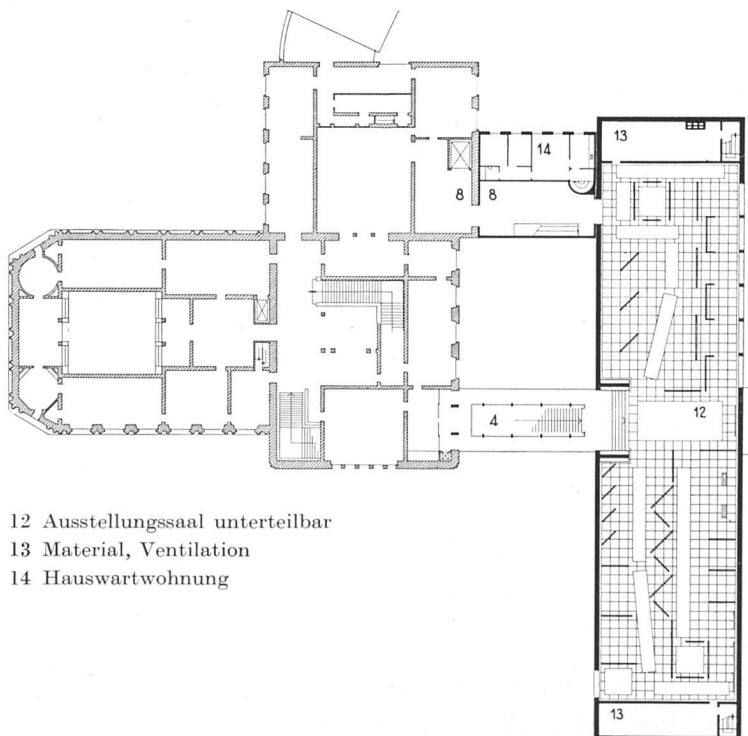 13
14
8 8
12
4
12 Ausstellungssaal unterteilbar
13 Material, Ventilation
14 Hauswartwohnung
13